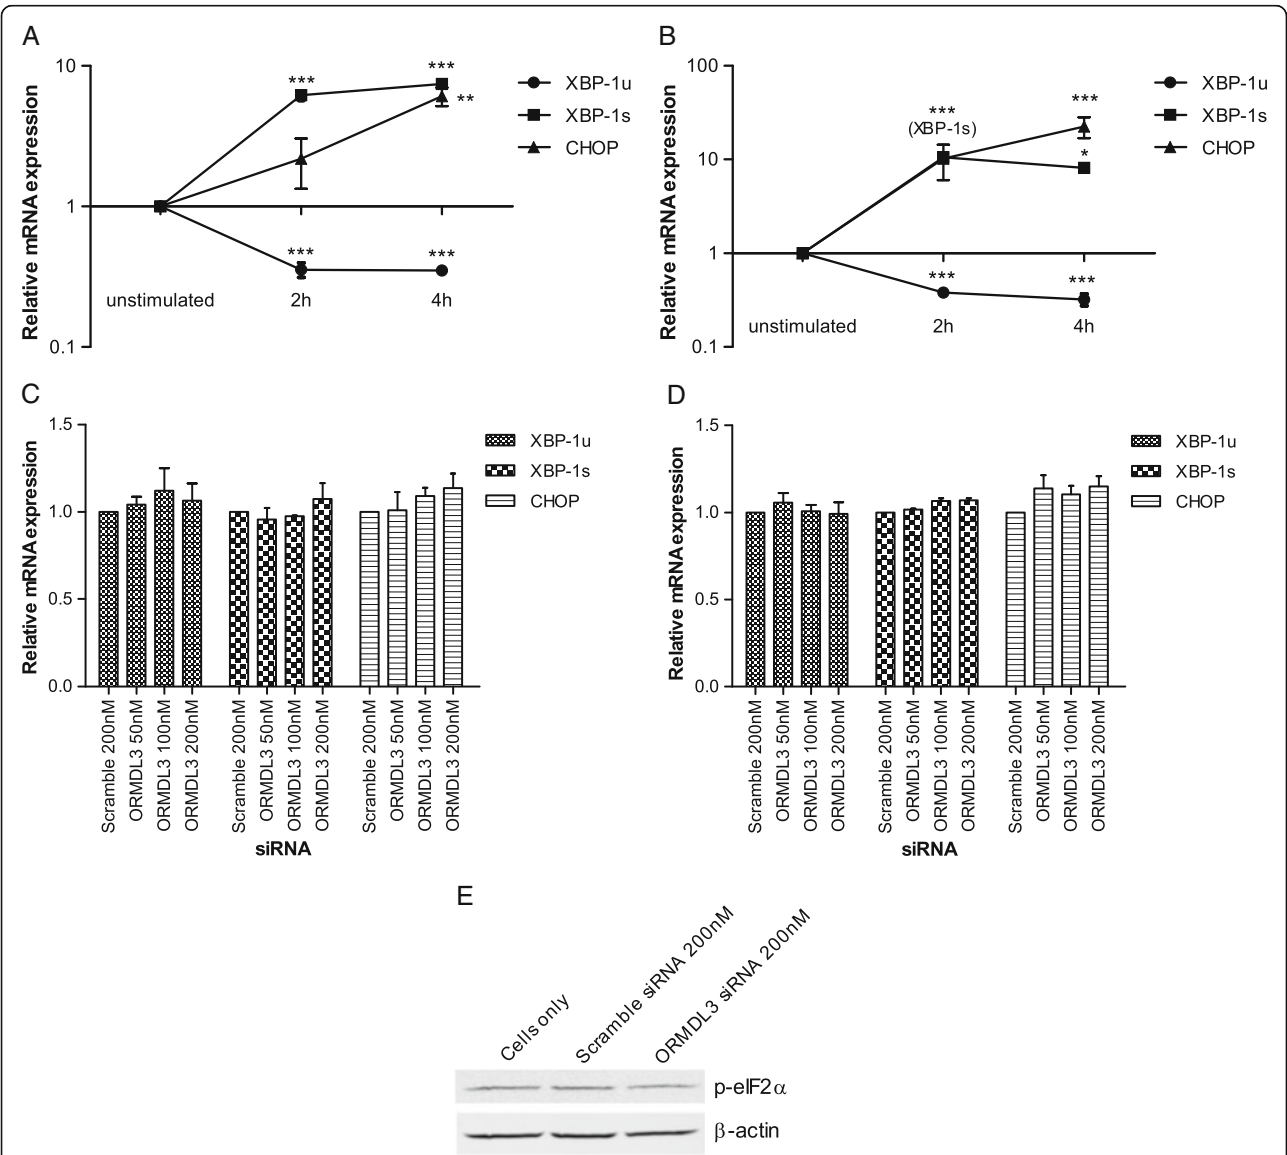 A
Relative mRNA expression
10
1
0.1
***
***
**
***
***
unstimulated
2h
4h
XBP-1u
XBP-1s
CHOP
B
Relative mRNA expression
100
10
1
0.1
***
(XBP-1s)
***
*
***
***
unstimulated
2h
4h
XBP-1u
XBP-1s
CHOP
C
Relative mRNA expression
1.5
1.0
0.5
0.0
XBP-1u
XBP-1s
CHOP
Scramble 200nM
ORMDL3 50nM
ORMDL3 100nM
ORMDL3 200nM
Scramble 200nM
ORMDL3 50nM
ORMDL3 100nM
ORMDL3 200nM
Scramble 200nM
ORMDL3 50nM
ORMDL3 100nM
ORMDL3 200nM
siRNA
D
Relative mRNA expression
1.5
1.0
0.5
0.0
XBP-1u
XBP-1s
CHOP
Scramble 200nM
ORMDL3 50nM
ORMDL3 100nM
ORMDL3 200nM
Scramble 200nM
ORMDL3 50nM
ORMDL3 100nM
ORMDL3 200nM
Scramble 200nM
ORMDL3 50nM
ORMDL3 100nM
ORMDL3 200nM
siRNA
E
Cells only
Scramble siRNA 200nM
ORMDL3 siRNA 200nM
p-eIF2α
β-actin